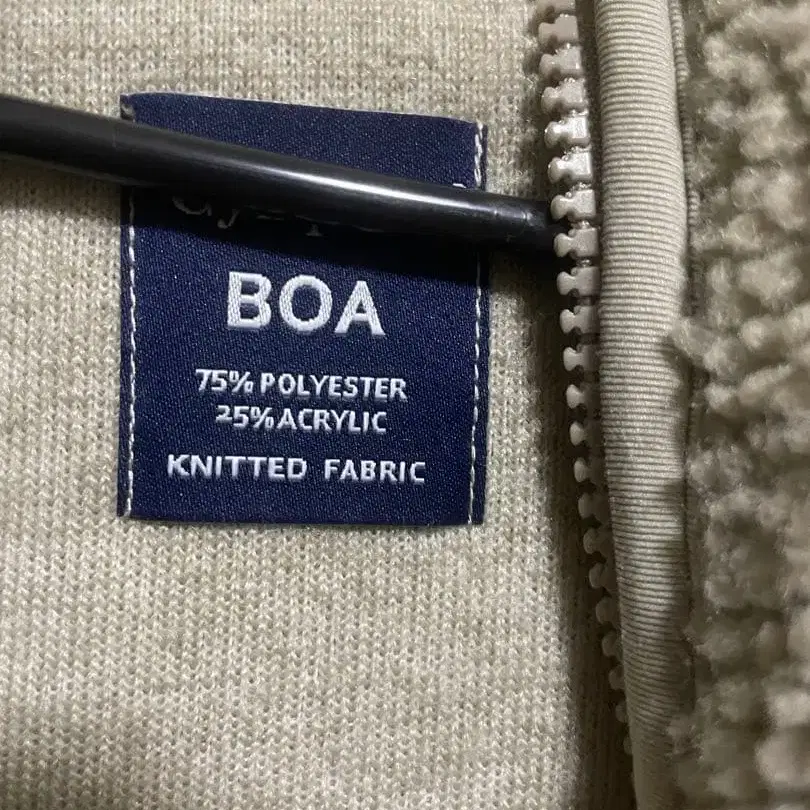 BOA
75% POLYESTER
25% ACRYLIC
KNITTED FABRIC